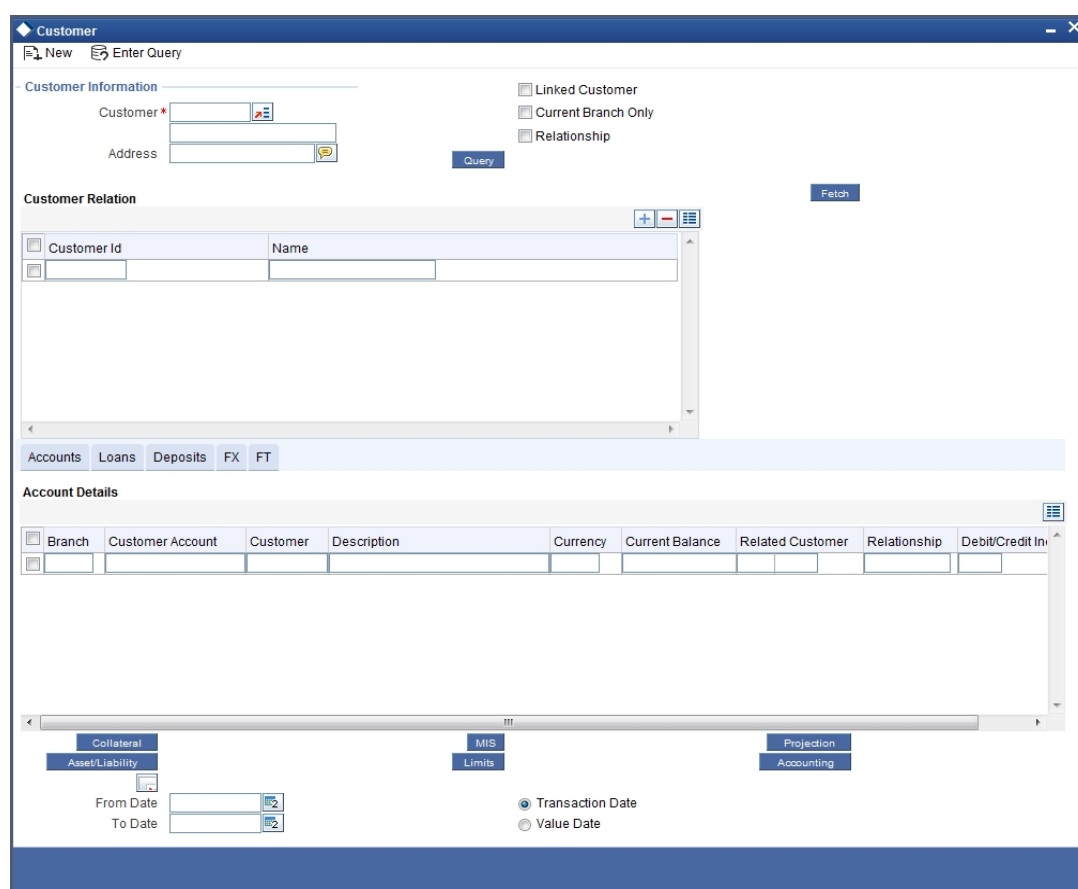 Customer
New Enter Query
Customer Information
Customer *
Address
Linked Customer
Current Branch Only
Relationship
Query
Fetch
Customer Relation
Customer Id Name
Accounts Loans Deposits FX FT
Account Details
Branch Customer Account Customer Description Currency Current Balance Related Customer Relationship Debit/Credit In
Collateral MIS Projection
Asset/Liability Limits Accounting
From Date Transaction Date
To Date Value Date